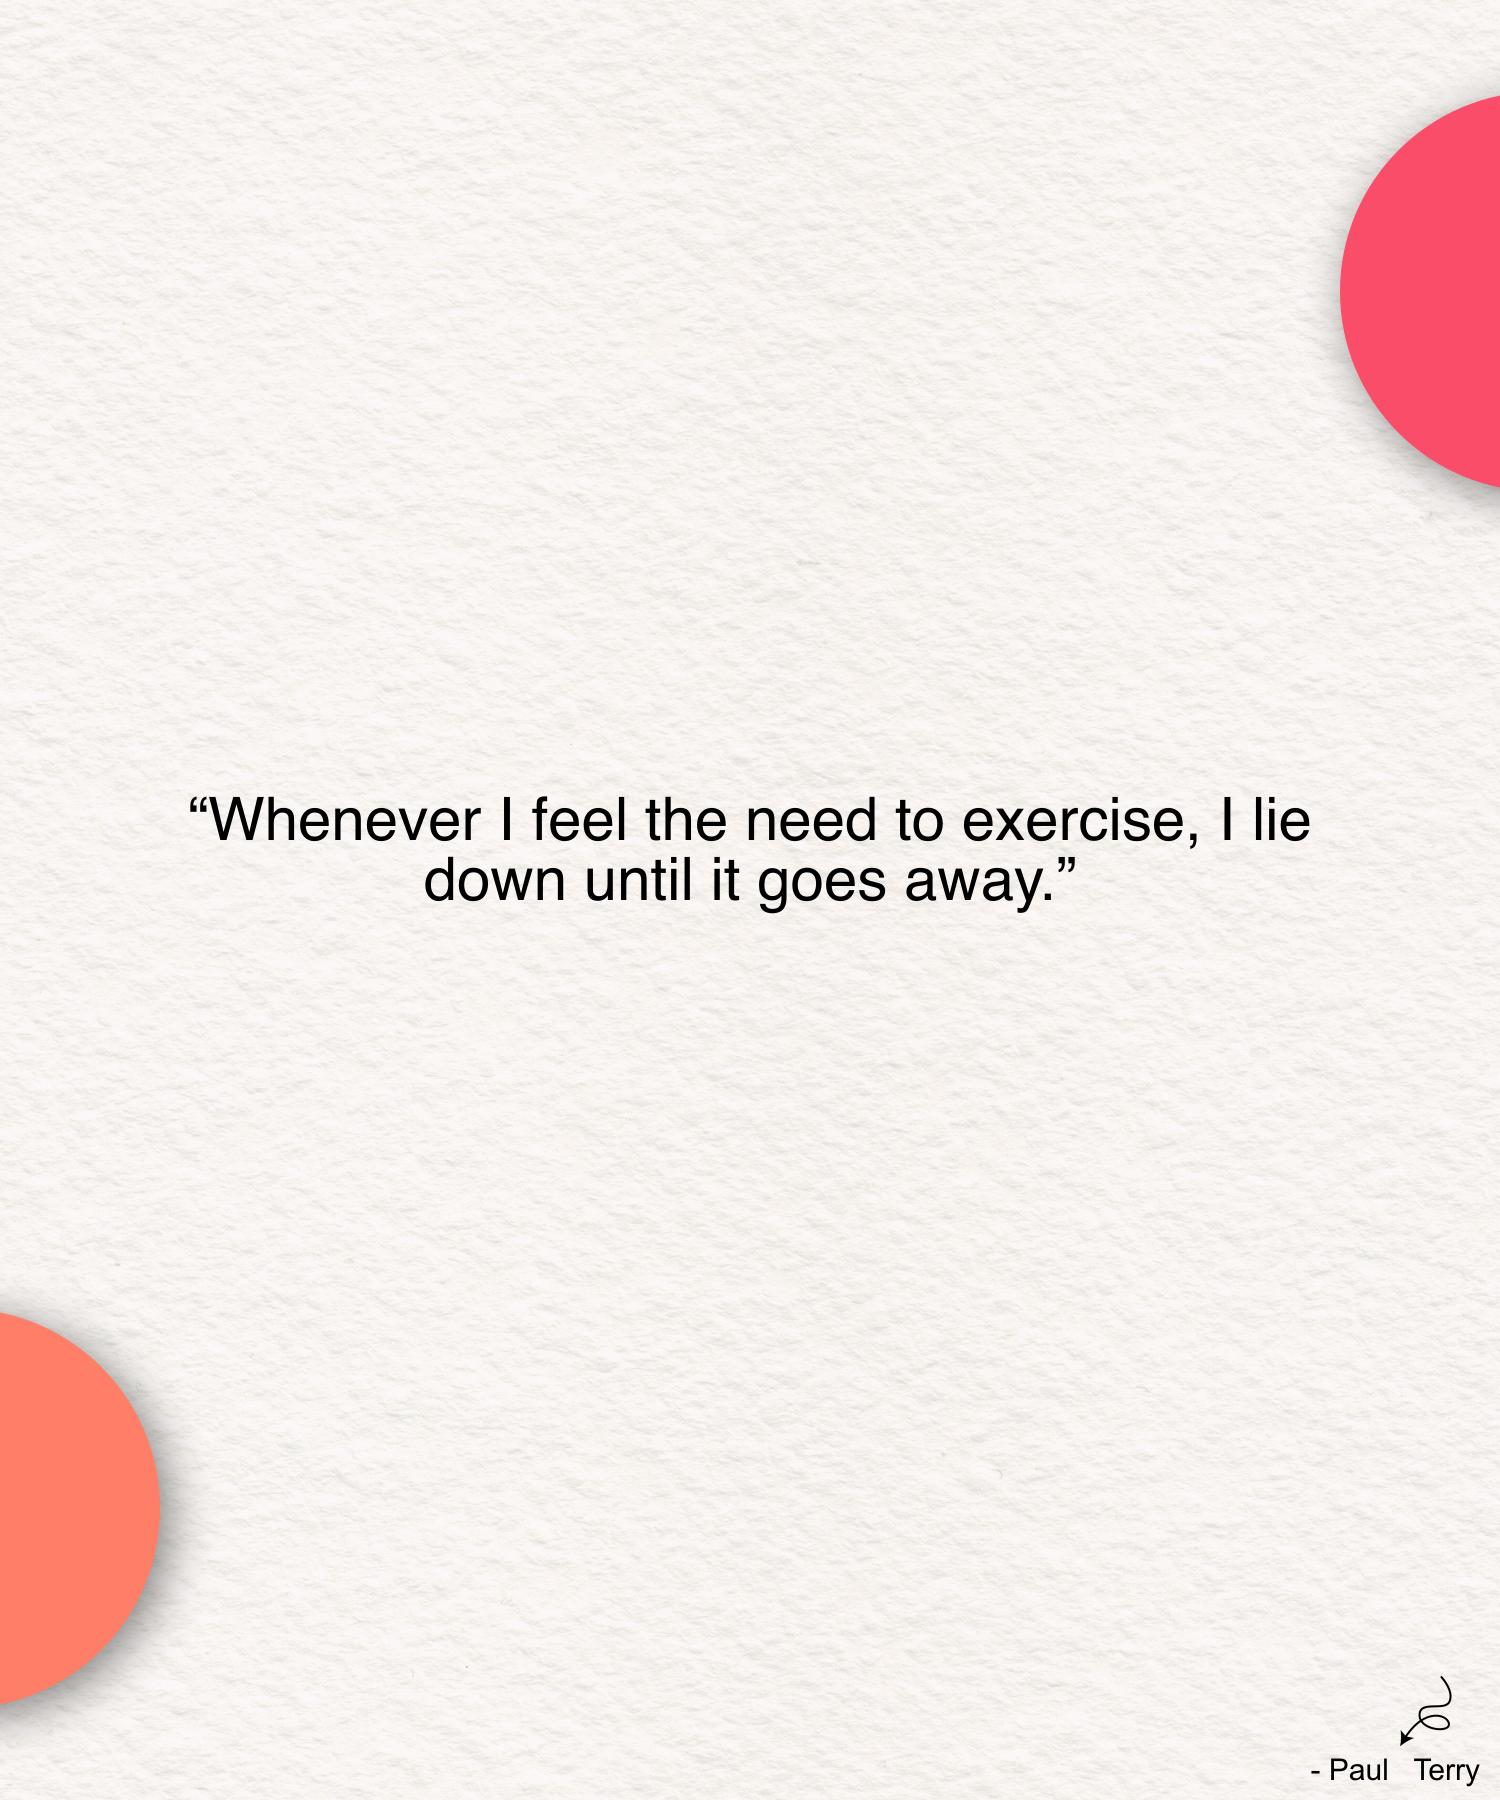 “Whenever I feel the need to exercise, I lie
down until it goes away.”
- Paul Terry